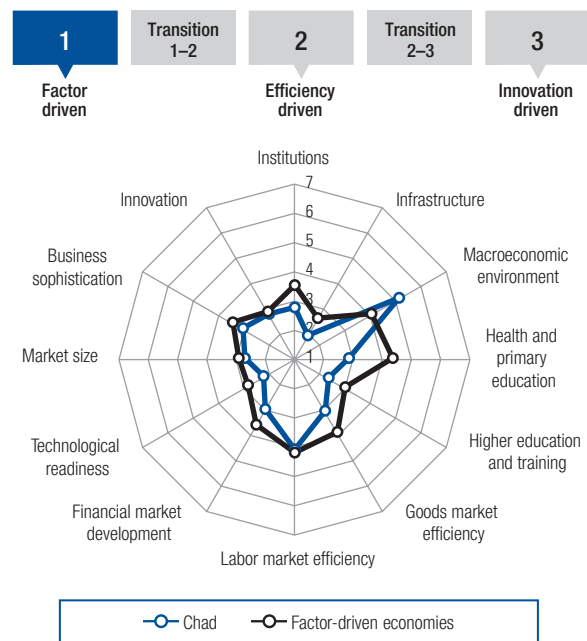 1
Transition
1–2
2
Transition
2–3
3
Factor
driven
Efficiency
driven
Innovation
driven
Institutions
7
6
5
4
3
2
1
Infrastructure
Macroeconomic
environment
Health and
primary
education
Higher education
and training
Goods market
efficiency
Labor market efficiency
Financial market
development
Technological
readiness
Market size
Business
sophistication
Innovation
Chad
Factor-driven economies